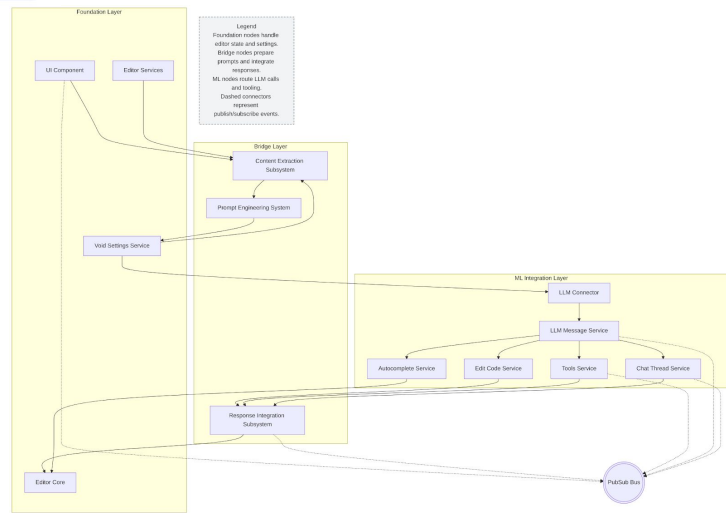 Foundation Layer
Legend
Foundation nodes handle
editor state and settings.
Bridge nodes prepare
prompts and integrate
responses.
ML nodes route LLM calls
and tooling.
Dashed connectors
represent
publish/subscribe events.
UI Component
Editor Services
Bridge Layer
Content Extraction
Subsystem
Prompt Engineering System
Void Settings Service
ML Integration Layer
LLM Connector
LLM Message Service
Autocomplete Service
Edit Code Service
Tools Service
Chat Thread Service
Response Integration
Subsystem
Editor Core
PubSub Bus